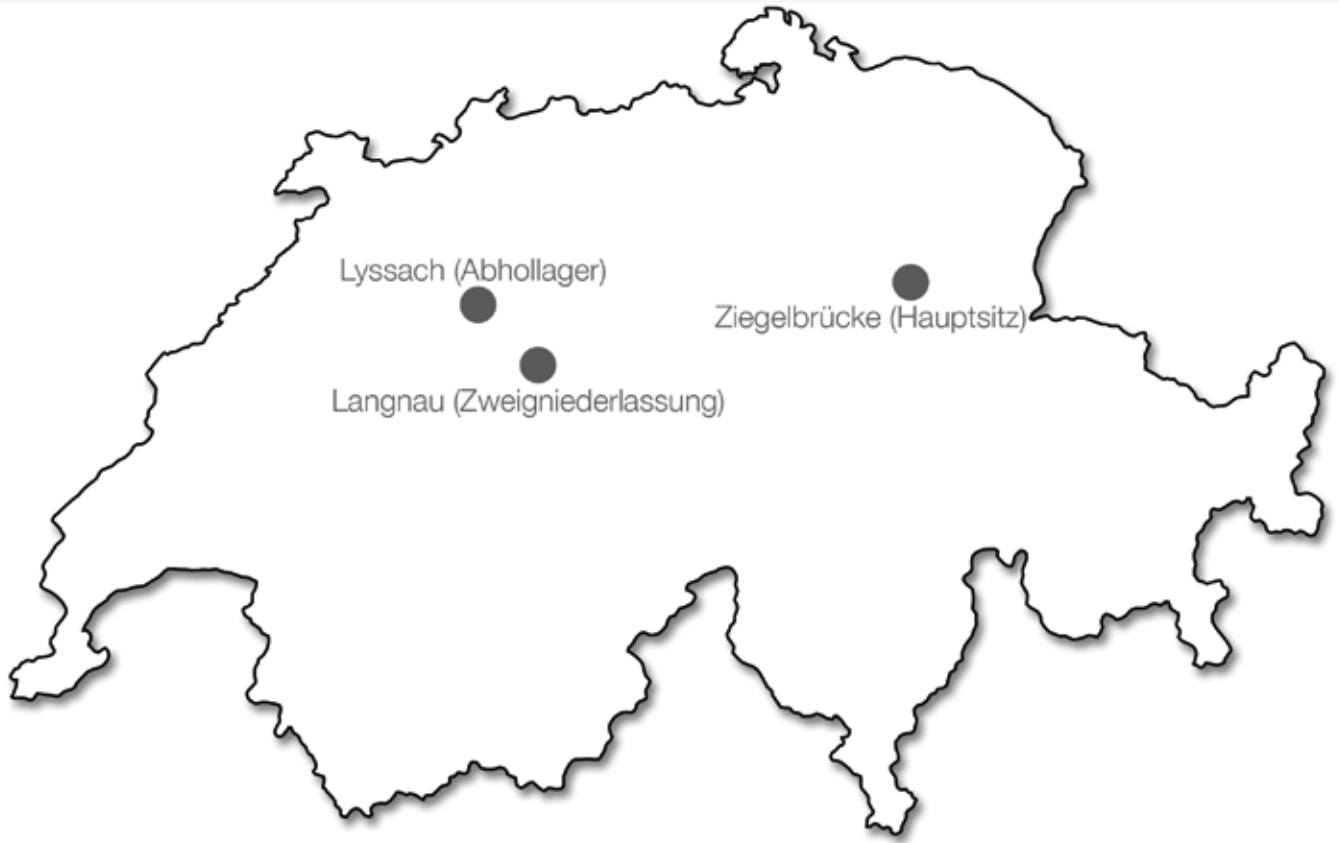 Lyssach (Abhollager)
Ziegelbrücke (Hauptsitz)
Langnau (Zweigniederlassung)